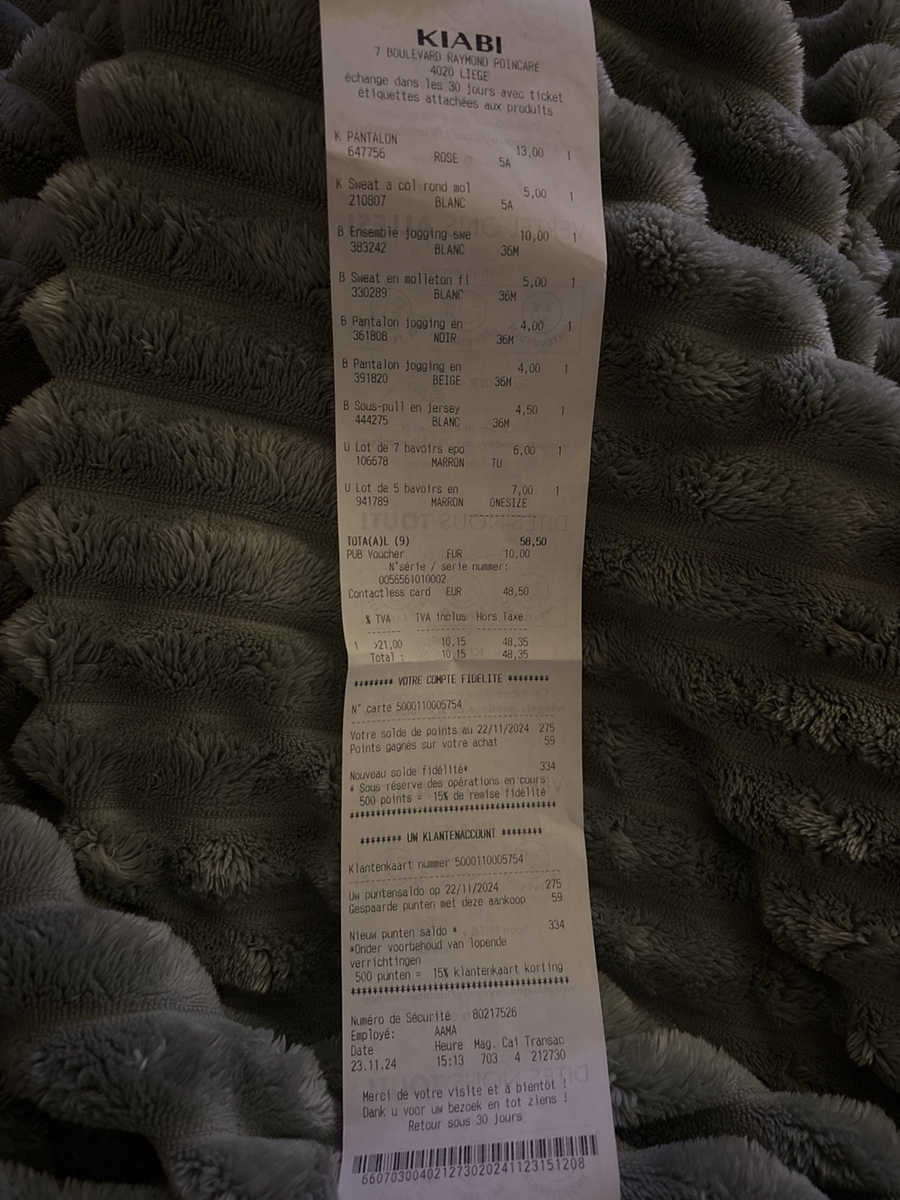 KIABI
7 BOULEVARD RAYMOND POINCARE
4020 LIEGE
échange dans les 30 jours avec ticket
étiquettes attachées aux produits
K PANTALON 13,00 1
647756 ROSE 5A
K Sweat a col rond mol 5,00 1
210807 BLANC 5A
B Ensemble jogging swe 10,00 1
383242 BLANC 36M
B Sweat en molleton fi 5,00 1
330289 BLANC 36M
B Pantalon jogging en 4,00 1
361808 NOIR 36M
B Pantalon jogging en 4,00 1
391820 BEIGE 36M
B Sous-pull en jersey 4,50 1
444275 BLANC 36M
U Lot de 7 bavoirs epo 6,00 1
106678 MARRON TU
U Lot de 5 bavoirs en 7,00 1
941789 MARRON ONESIZE
TOTA(A)L (9) 58,50
PUB Voucher EUR 10,00
N°série / serie nummer:
0056561010002
Contactless card EUR 48,50
% TVA TVA inclus Hors Taxe
1 >21,00 10,15 48,35
Total : 10,15 48,35
******** VOTRE COMPTE FIDELITE ********
N° carte 5000110005754
Votre solde de points au 22/11/2024 275
Points gagnés sur votre achat 59
Nouveau solde fidélité* 334
* Sous réserve des opérations en cours
500 points = 15% de remise fidélité
******** UW KLANTENACCOUNT ********
Klantenkaart nummer 5000110005754
Uw puntensaldo op 22/11/2024 275
Gespaarde punten met deze aankoop 59
Nieuw punten saldo * 334
*Onder voorbehoud van lopende
verrichtingen
500 punten = 15% klantenkaart korting
Numéro de Sécurité 80217526
Employé: AAMA
Date Heure Mag. Cai Transac
23.11.24 15:13 703 4 212730
Merci de votre visite et à bientôt !
Dank u voor uw bezoek en tot ziens !
Retour sous 30 jours
66070300402127302024112315 1208